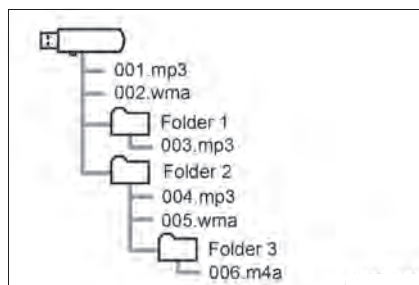 001.mp3
002.wma
Folder 1
003.mp3
Folder 2
004.mp3
005.wma
Folder 3
006.m4a